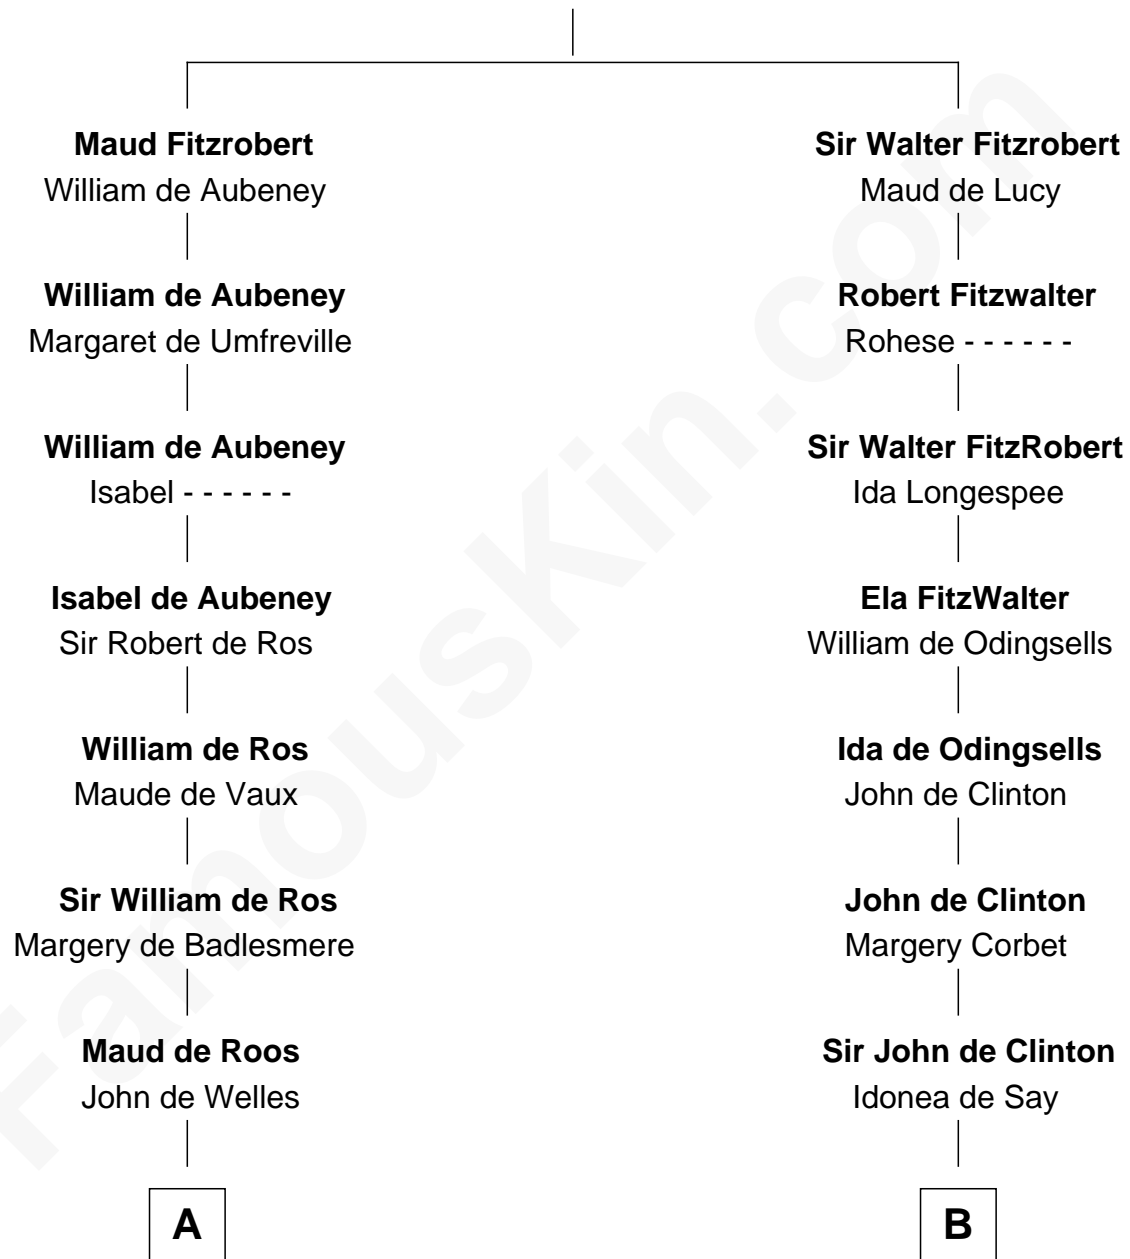 Maud Fitzrobert
William de Aubeney
William de Aubeney
Margaret de Umfreville
William de Aubeney
Isabel - - - - - -
Isabel de Aubeney
Sir Robert de Ros
William de Ros
Maude de Vaux
Sir William de Ros
Margery de Badlesmere
Maud de Roos
John de Welles
A
Sir Walter Fitzrobert
Maud de Lucy
Robert Fitzwalter
Rohese - - - - - -
Sir Walter FitzRobert
Ida Longespee
Ela FitzWalter
William de Odingsells
Ida de Odingsells
John de Clinton
John de Clinton
Margery Corbet
Sir John de Clinton
Idonea de Say
B
FamousKin.com